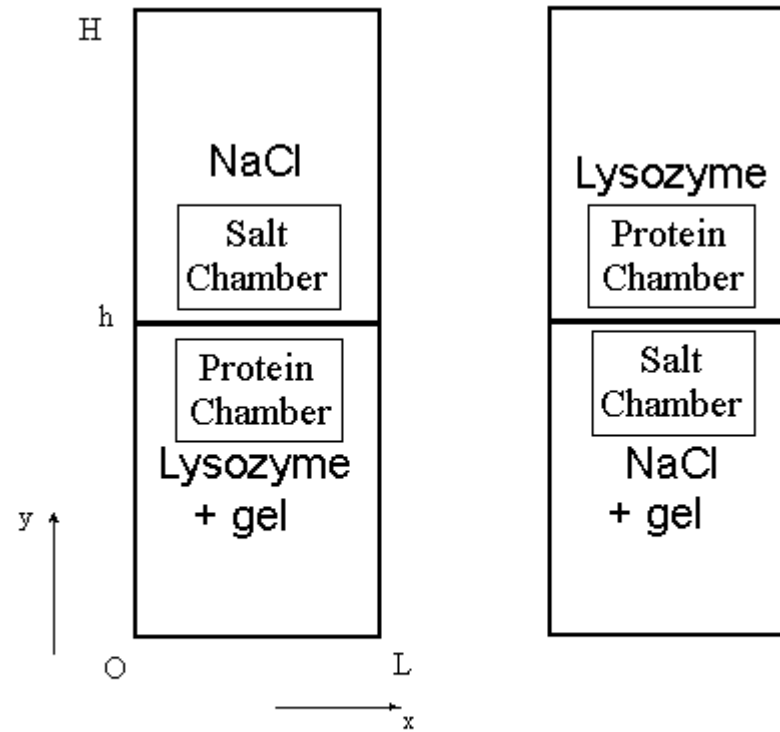 H
NaCl
Salt
Chamber
h
Protein
Chamber
Lysozyme
+ gel
y
O
L
x
Lysozyme
Protein
Chamber
Salt
Chamber
NaCl
+ gel